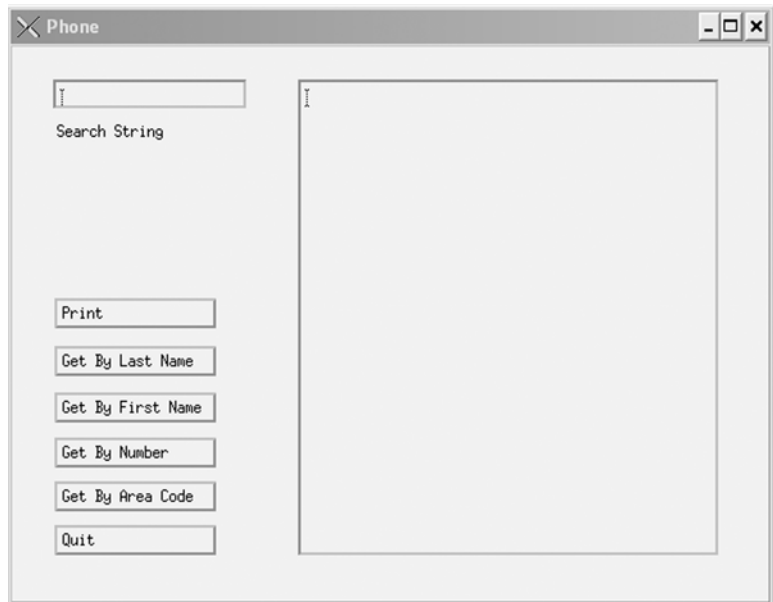 Phone
Search String
Print
Get By Last Name
Get By First Name
Get By Number
Get By Area Code
Quit